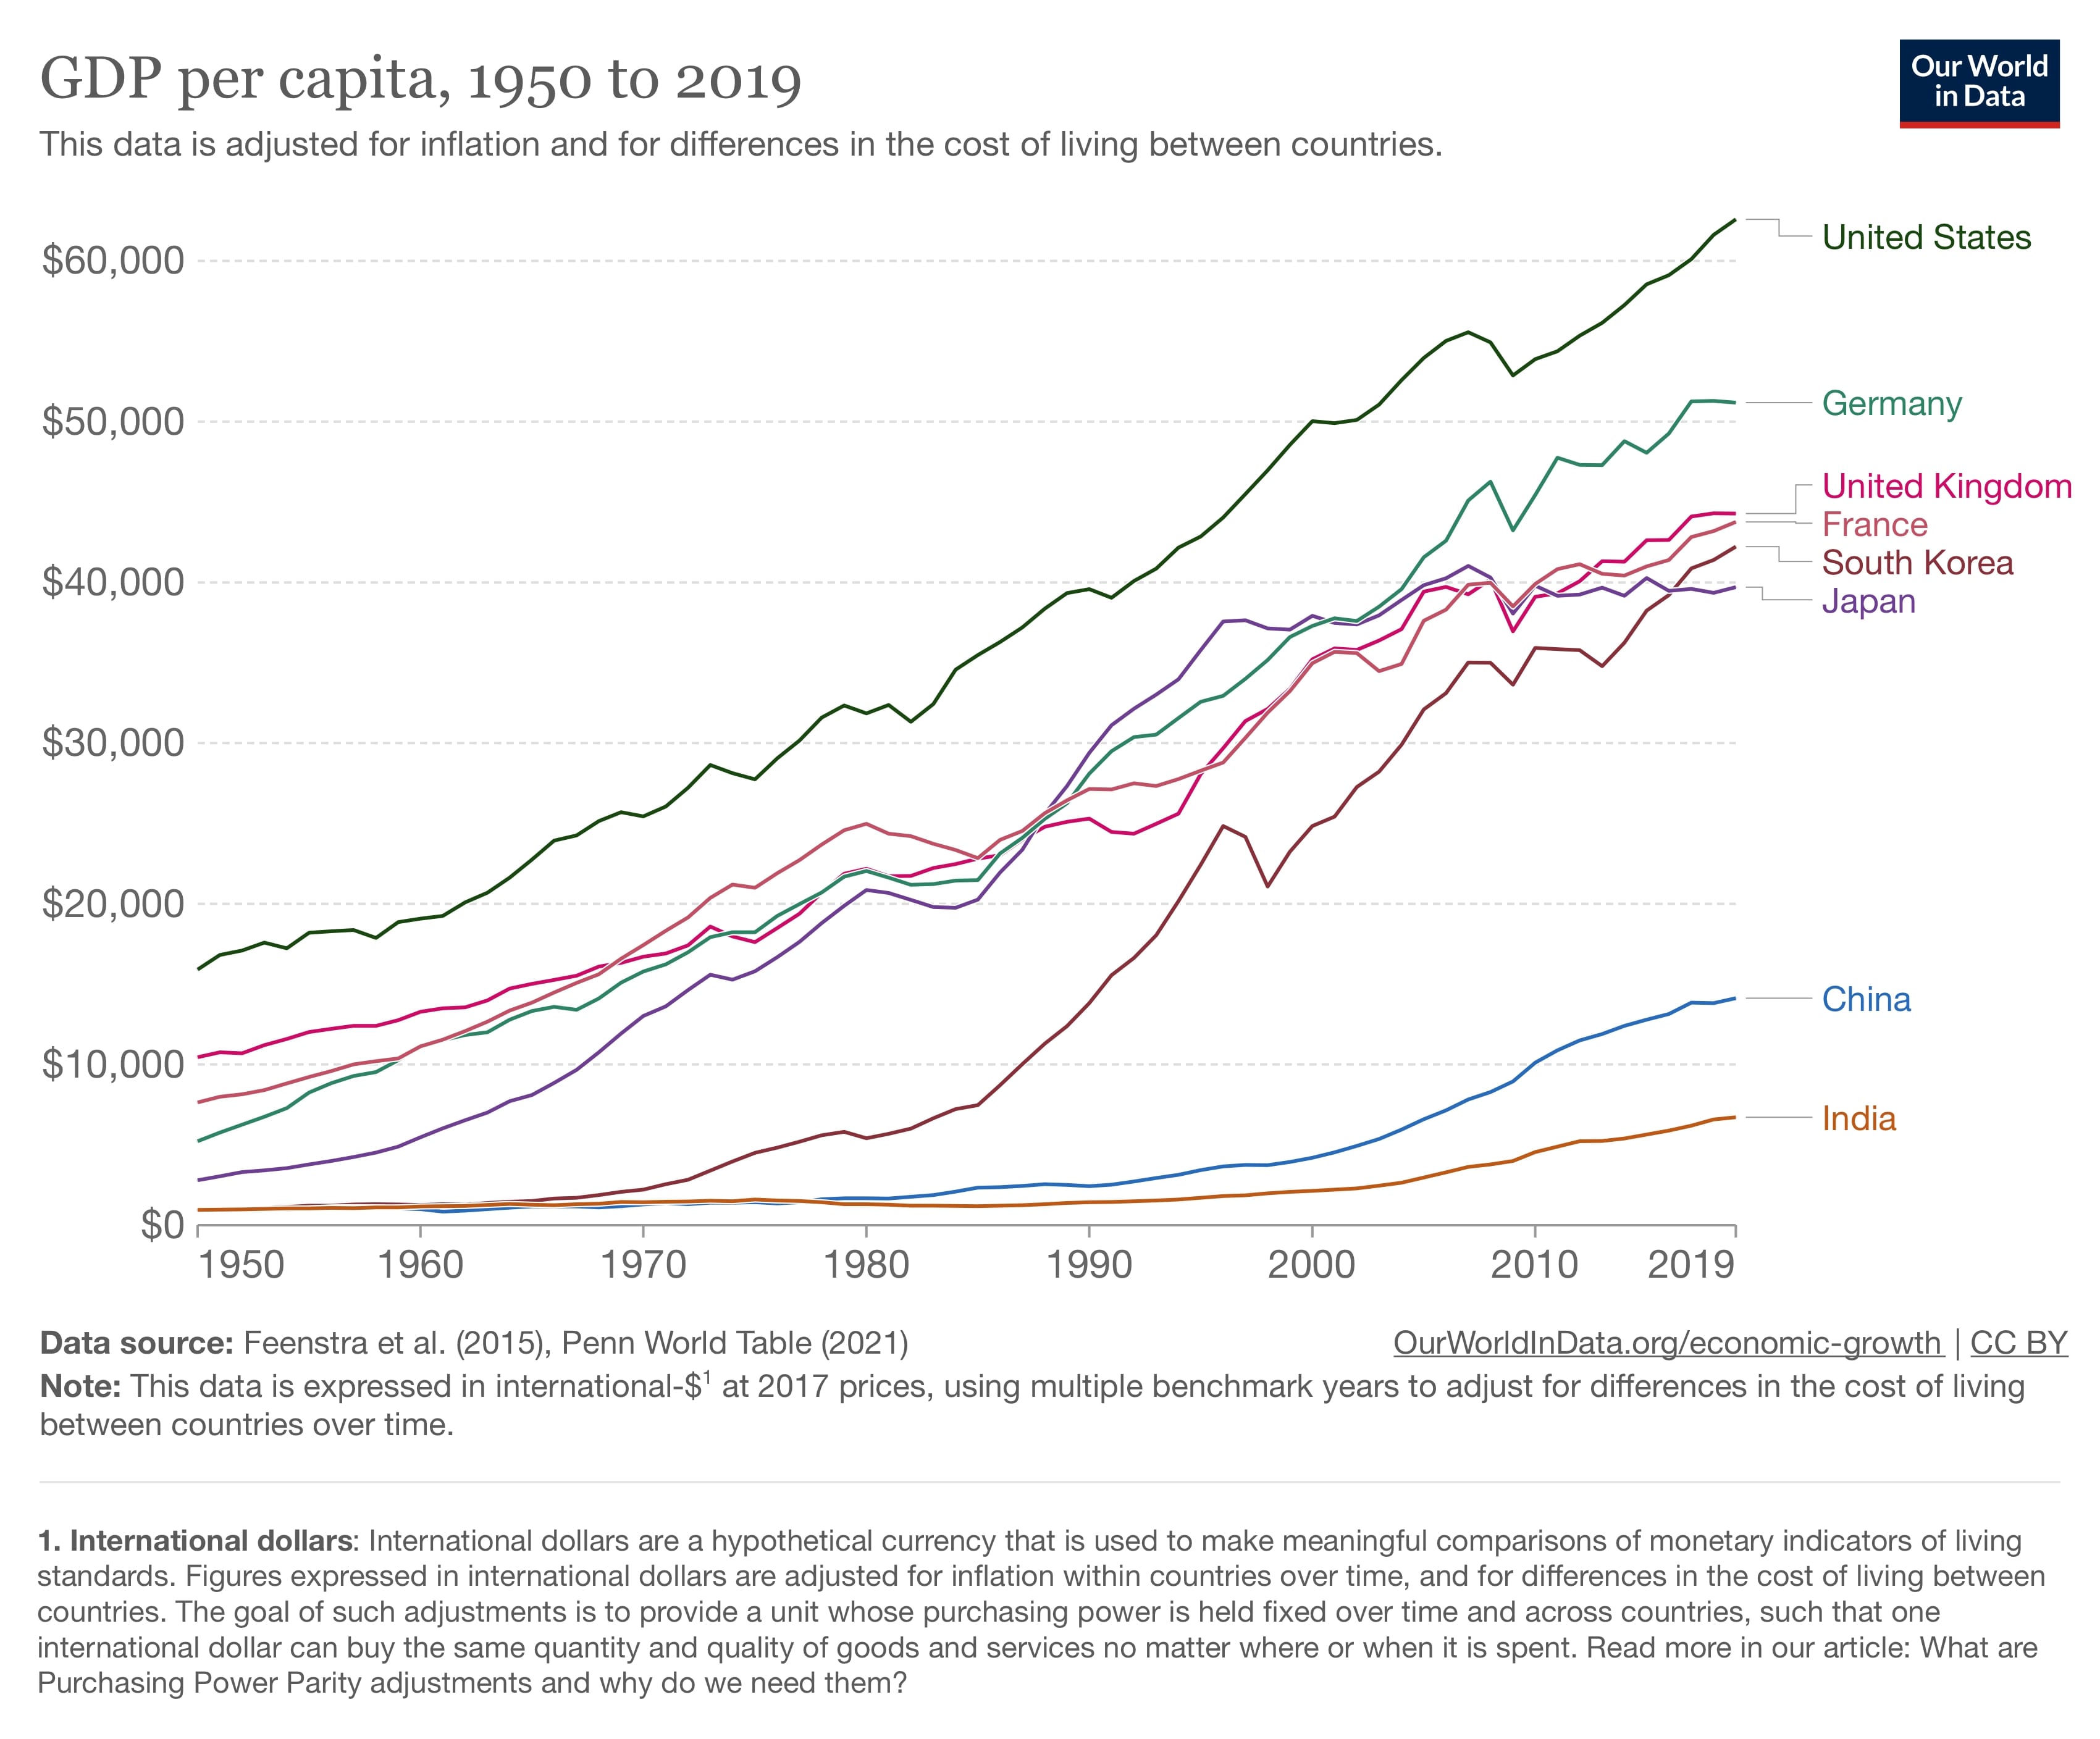 GDP per capita, 1950 to 2019
Our World
in Data
This data is adjusted for inflation and for differences in the cost of living between countries.
$60,000
$50,000
$40,000
$30,000
$20,000
$10,000
$0
United States
Germany
United Kingdom
France
South Korea
Japan
China
India
1950 1960 1970 1980 1990 2000 2010 2019
Data source: Feenstra et al. (2015), Penn World Table (2021)
OurWorldInData.org/economic-growth | CC BY
Note: This data is expressed in international-$¹ at 2017 prices, using multiple benchmark years to adjust for differences in the cost of living
between countries over time.
1. International dollars: International dollars are a hypothetical currency that is used to make meaningful comparisons of monetary indicators of living
standards. Figures expressed in international dollars are adjusted for inflation within countries over time, and for differences in the cost of living between
countries. The goal of such adjustments is to provide a unit whose purchasing power is held fixed over time and across countries, such that one
international dollar can buy the same quantity and quality of goods and services no matter where or when it is spent. Read more in our article: What are
Purchasing Power Parity adjustments and why do we need them?